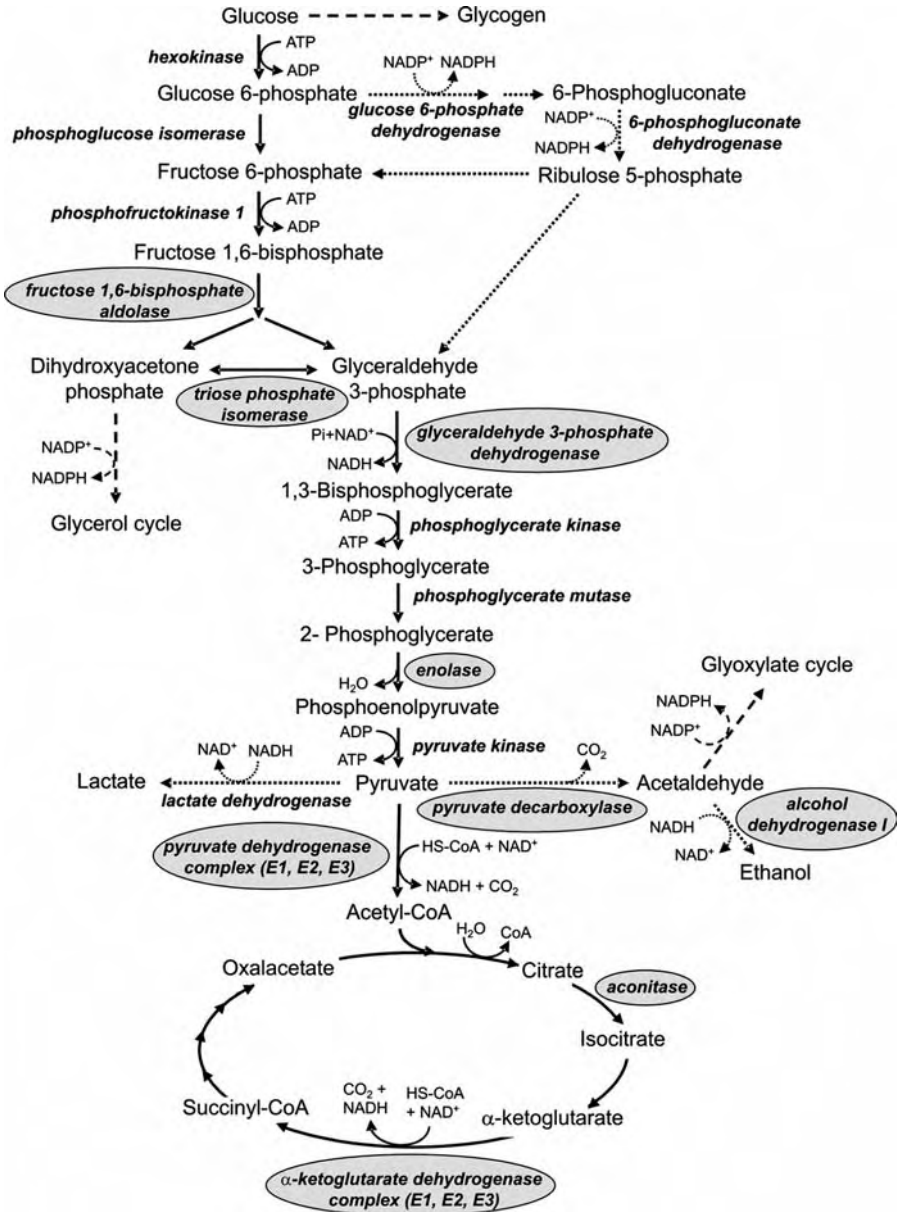 Glucose
Glycogen
hexokinase
ATP
ADP
NADP⁺ NADPH
Glucose 6-phosphate
6-Phosphogluconate
glucose 6-phosphate
dehydrogenase
NADP⁺
NADPH
6-phosphogluconate
dehydrogenase
phosphoglucose isomerase
Fructose 6-phosphate
Ribulose 5-phosphate
phosphofructokinase 1
ATP
ADP
Fructose 1,6-bisphosphate
fructose 1,6-bisphosphate
aldolase
Dihydroxyacetone
phosphate
Glyceraldehyde
3-phosphate
triose phosphate
isomerase
NADP⁺
NADPH
Glycerol cycle
Pi+NAD⁺
NADH
glyceraldehyde 3-phosphate
dehydrogenase
1,3-Bisphosphoglycerate
ADP
ATP
phosphoglycerate kinase
3-Phosphoglycerate
phosphoglycerate mutase
2- Phosphoglycerate
H₂O
enolase
Glyoxylate cycle
Phosphoenolpyruvate
NADPH
NADP⁺
ADP
ATP
pyruvate kinase
NAD⁺
NADH
CO₂
Lactate
Pyruvate
Acetaldehyde
lactate dehydrogenase
pyruvate decarboxylase
NADH
NAD⁺
alcohol
dehydrogenase I
Ethanol
pyruvate dehydrogenase
complex (E1, E2, E3)
HS-CoA + NAD⁺
NADH + CO₂
Acetyl-CoA
H₂O
CoA
Oxalacetate
Citrate
aconitase
Isocitrate
CO₂ +
NADH
HS-CoA
+ NAD⁺
Succinyl-CoA
α-ketoglutarate
α-ketoglutarate dehydrogenase
complex (E1, E2, E3)